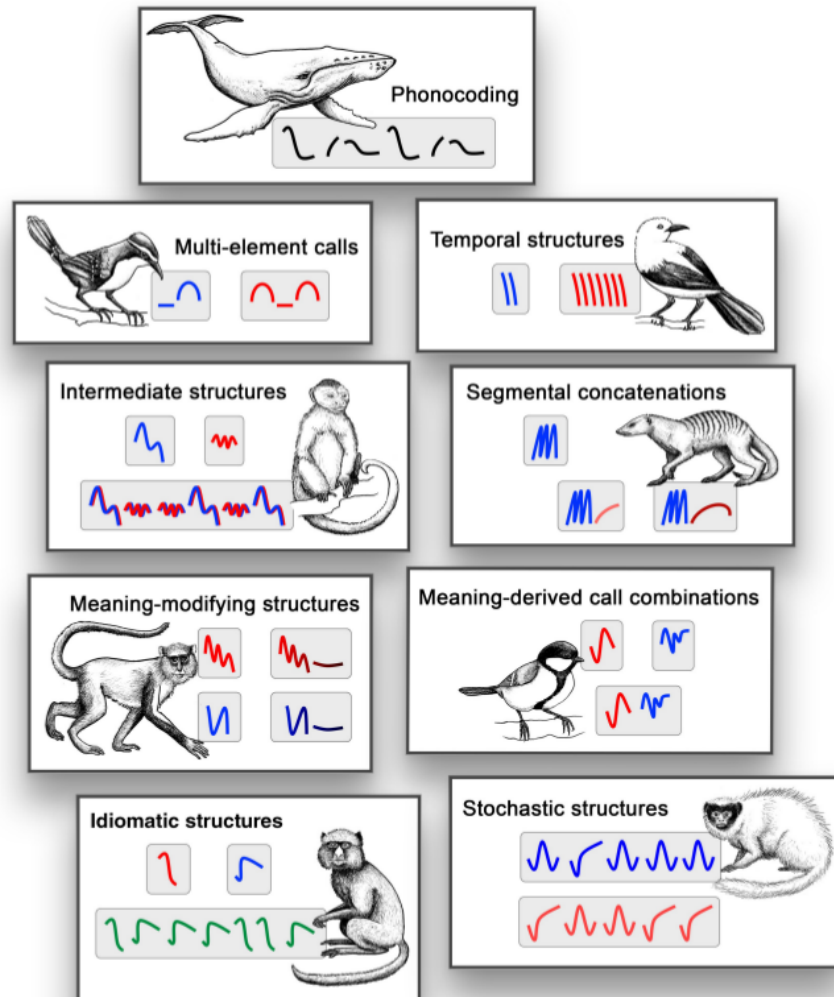 Phonocoding
Multi-element calls
Temporal structures
Intermediate structures
Segmental concatenations
Meaning-modifying structures
Meaning-derived call combinations
Idiomatic structures
Stochastic structures